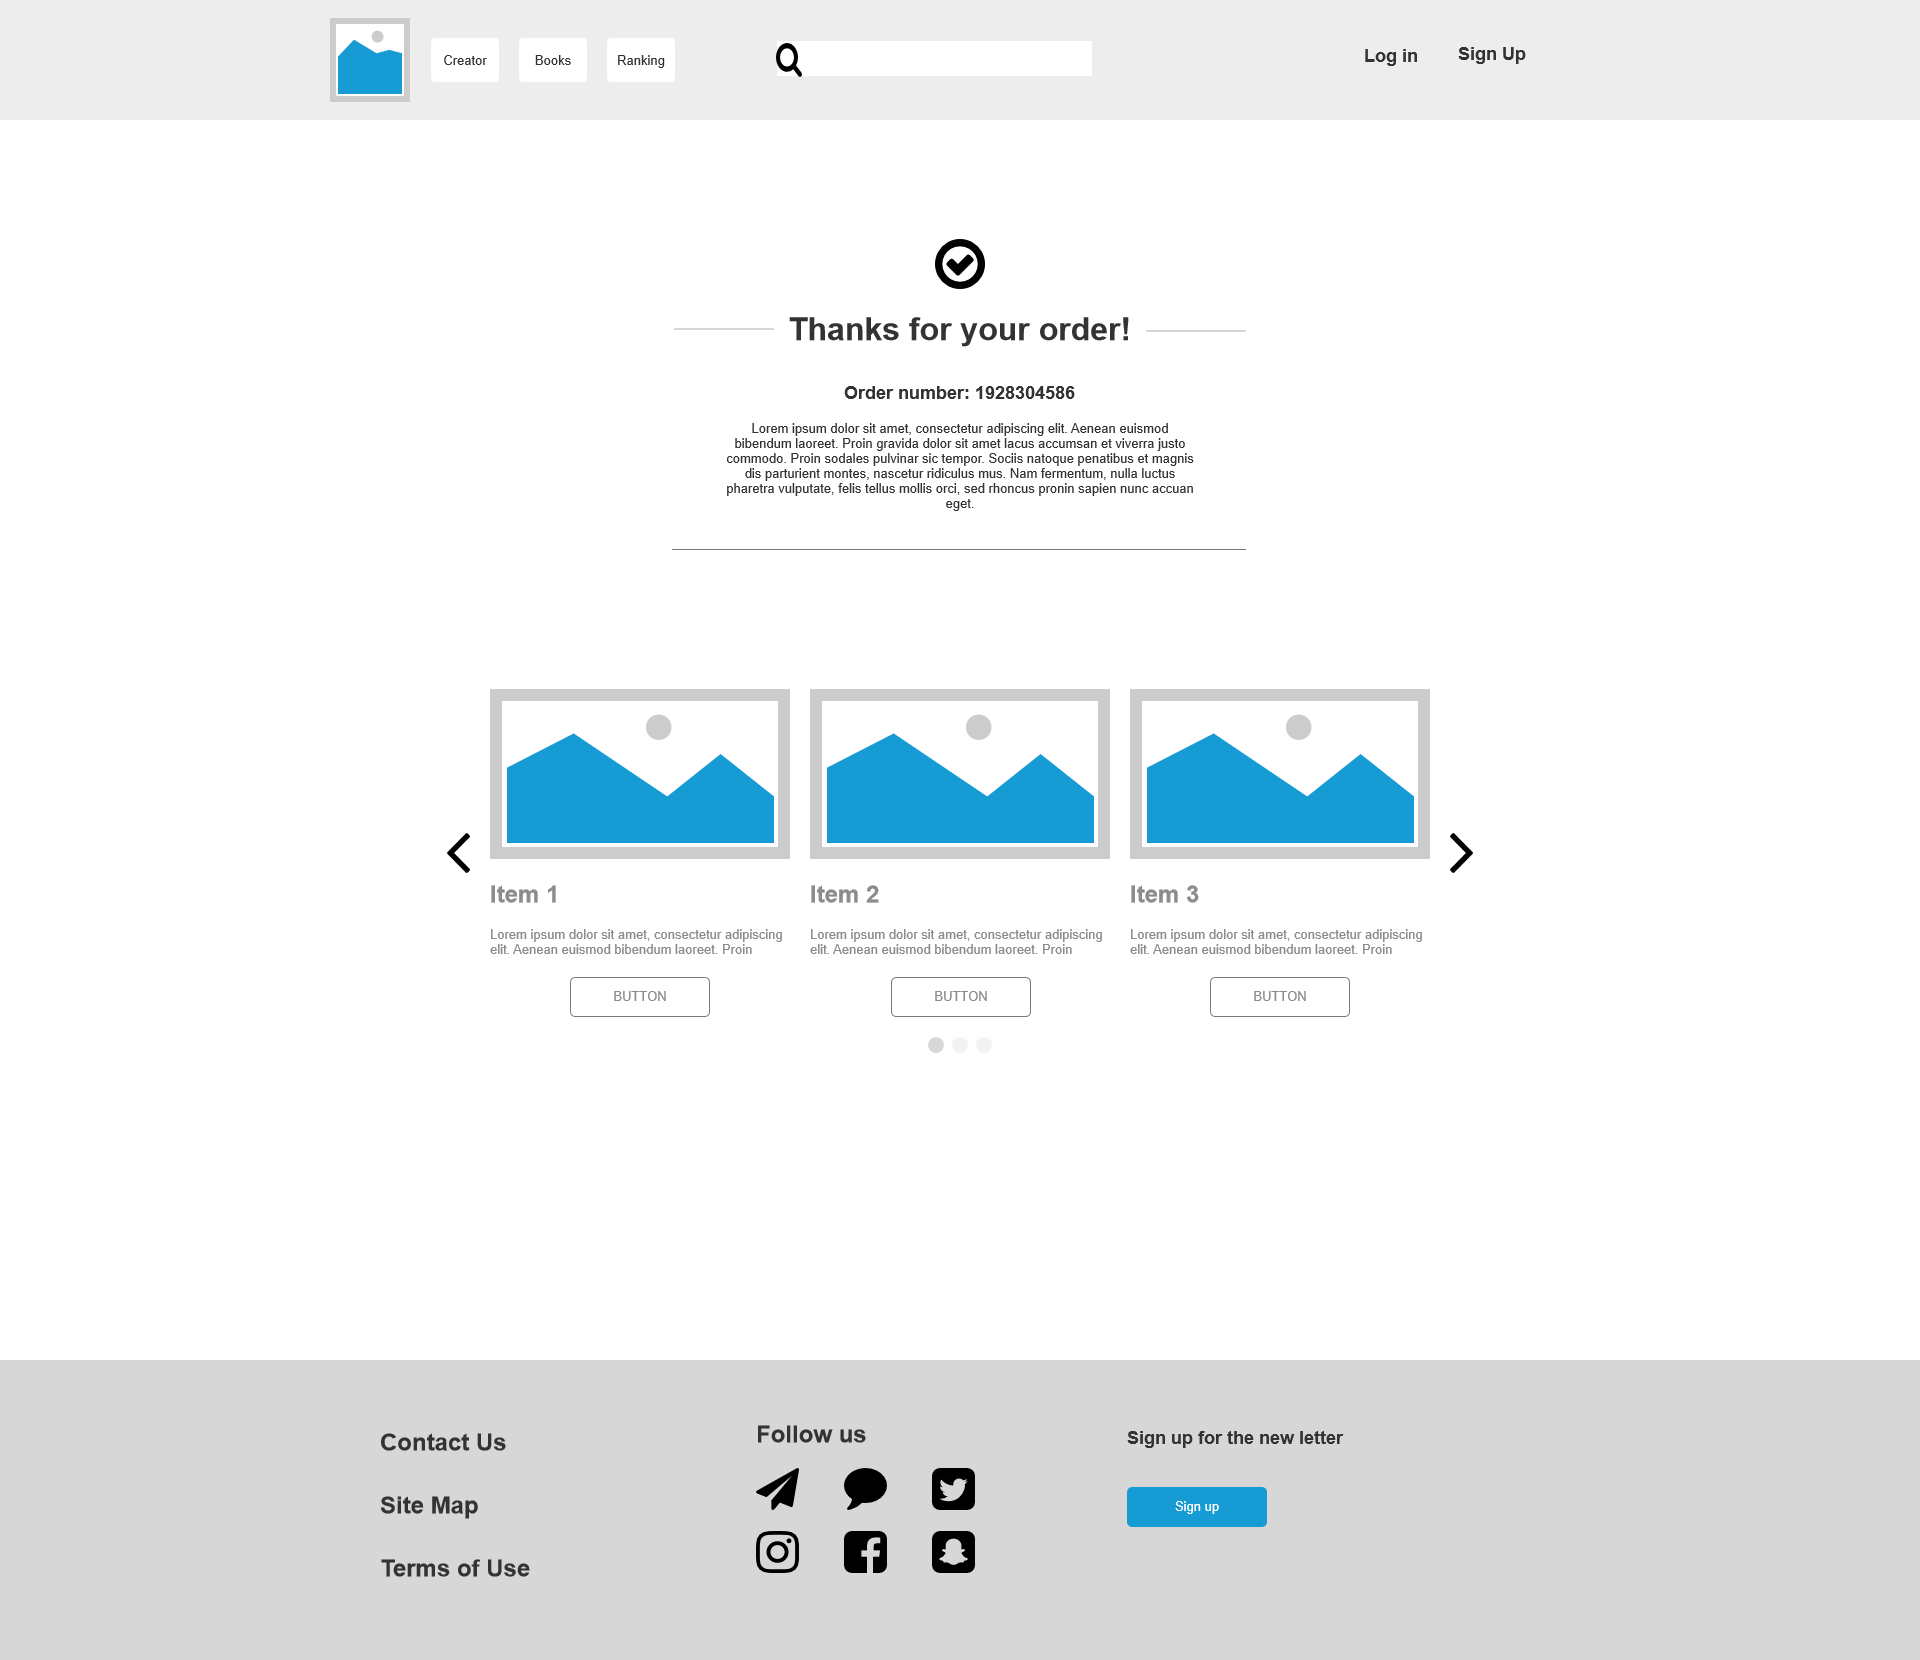 Creator
Books
Ranking
Log in
Sign Up
Thanks for your order!
Order number: 1928304586
Lorem ipsum dolor sit amet, consectetur adipiscing elit. Aenean euismod
bibendum laoreet. Proin gravida dolor sit amet lacus accumsan et viverra justo
commodo. Proin sodales pulvinar sic tempor. Sociis natoque penatibus et magnis
dis parturient montes, nascetur ridiculus mus. Nam fermentum, nulla luctus
pharetra vulputate, felis tellus mollis orci, sed rhoncus pronin sapien nunc accuan
eget.
Item 1
Lorem ipsum dolor sit amet, consectetur adipiscing
elit. Aenean euismod bibendum laoreet. Proin
BUTTON
Item 2
Lorem ipsum dolor sit amet, consectetur adipiscing
elit. Aenean euismod bibendum laoreet. Proin
BUTTON
Item 3
Lorem ipsum dolor sit amet, consectetur adipiscing
elit. Aenean euismod bibendum laoreet. Proin
BUTTON
Contact Us
Site Map
Terms of Use
Follow us
Sign up for the new letter
Sign up